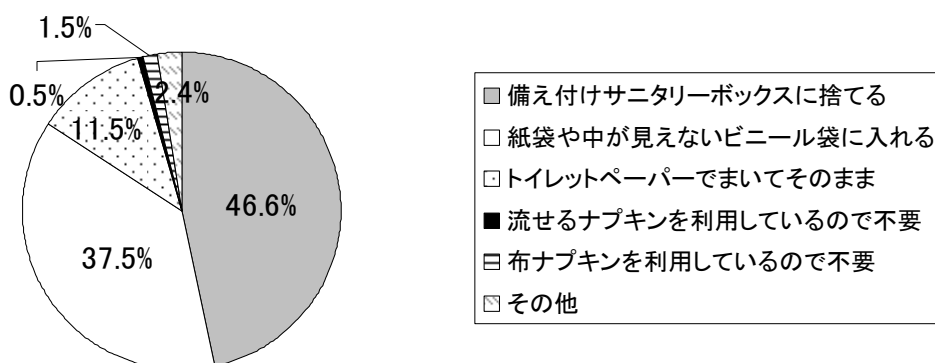 1.5%
0.5%
2.4%
11.5%
46.6%
37.5%
備え付けサニタリーボックスに捨てる
紙袋や中が見えないビニール袋に入れる
トイレットペーパーでまいてそのまま
流せるナプキンを利用しているので不要
布ナプキンを利用しているので不要
その他